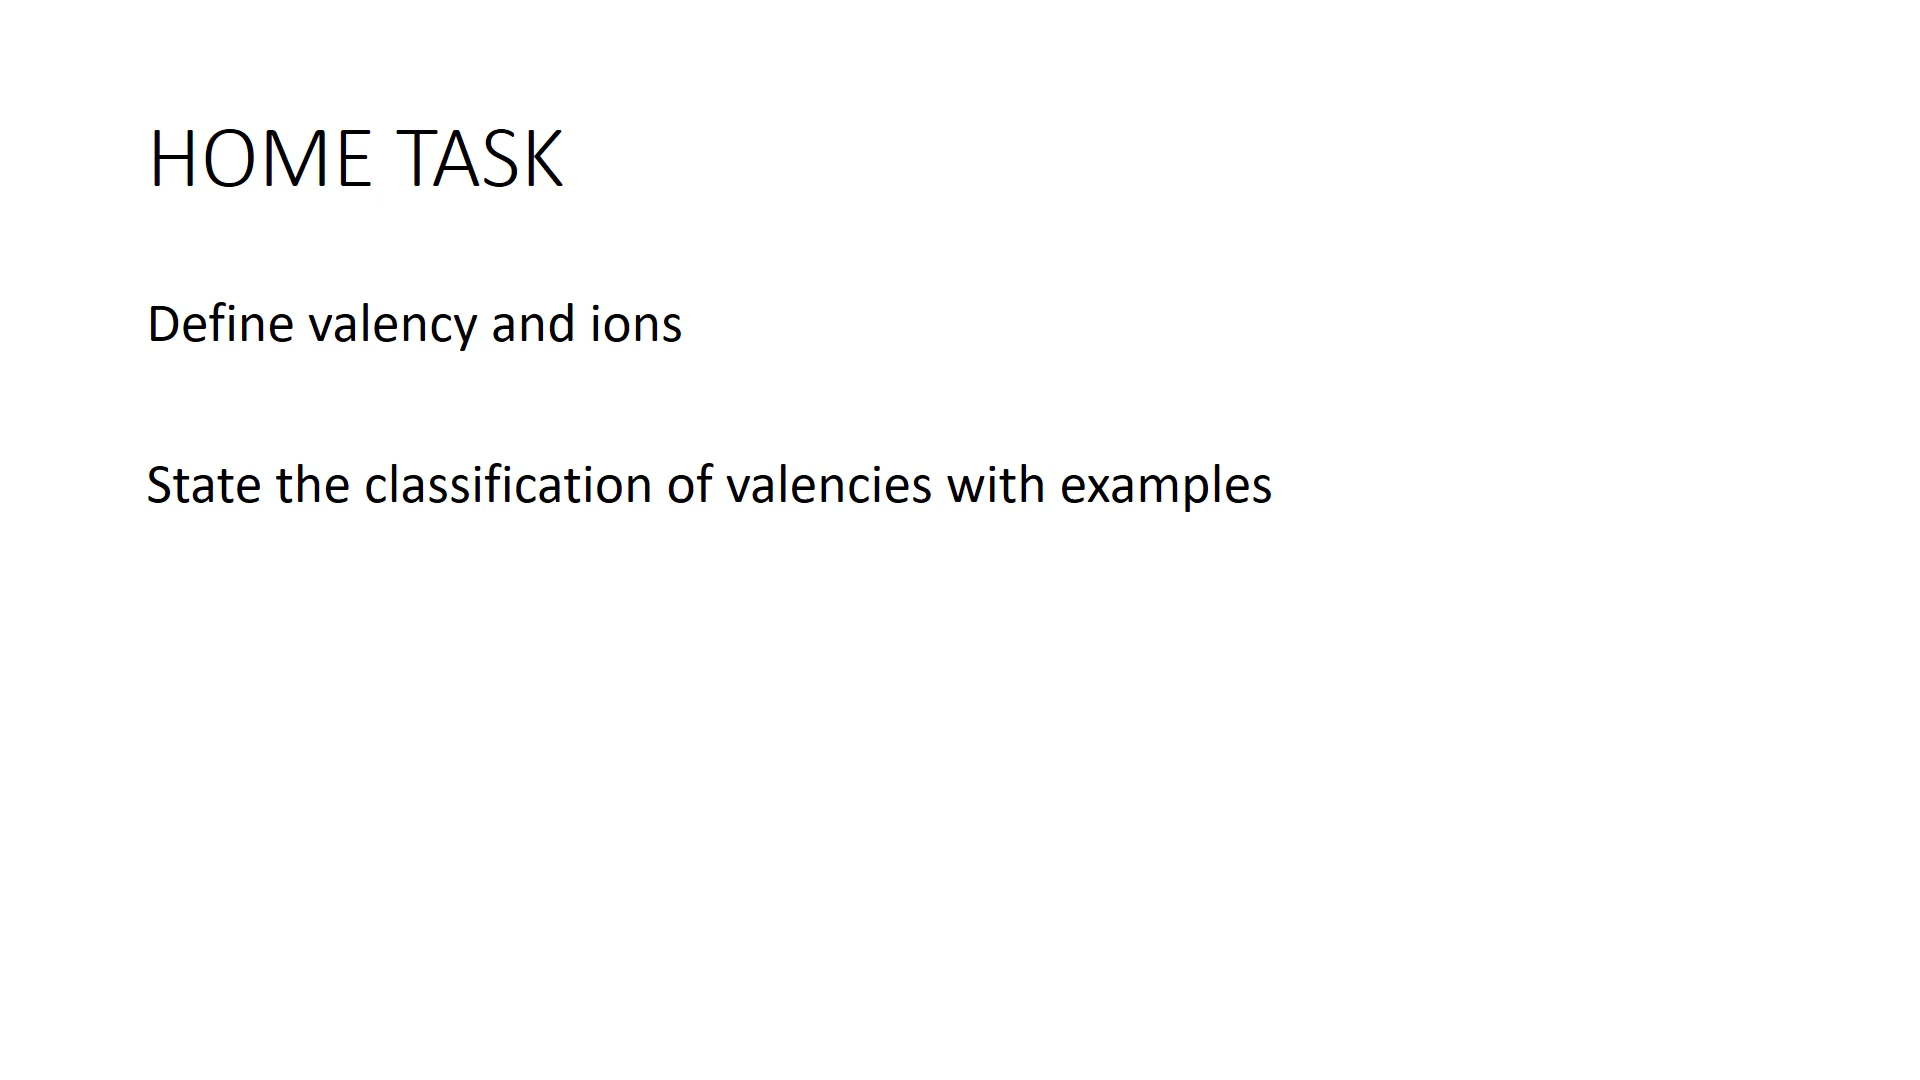 HOME TASK
Define valency and ions
State the classification of valencies with examples